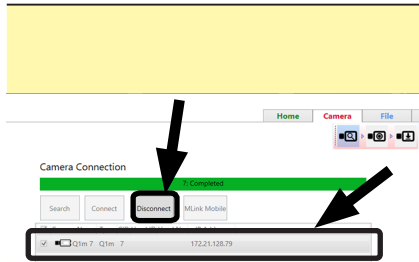 Home Camera File
Camera Connection
7: Completed
Search Connect Disconnect MLink Mobile
Q1m 7 Q1m 7 172.21.128.79